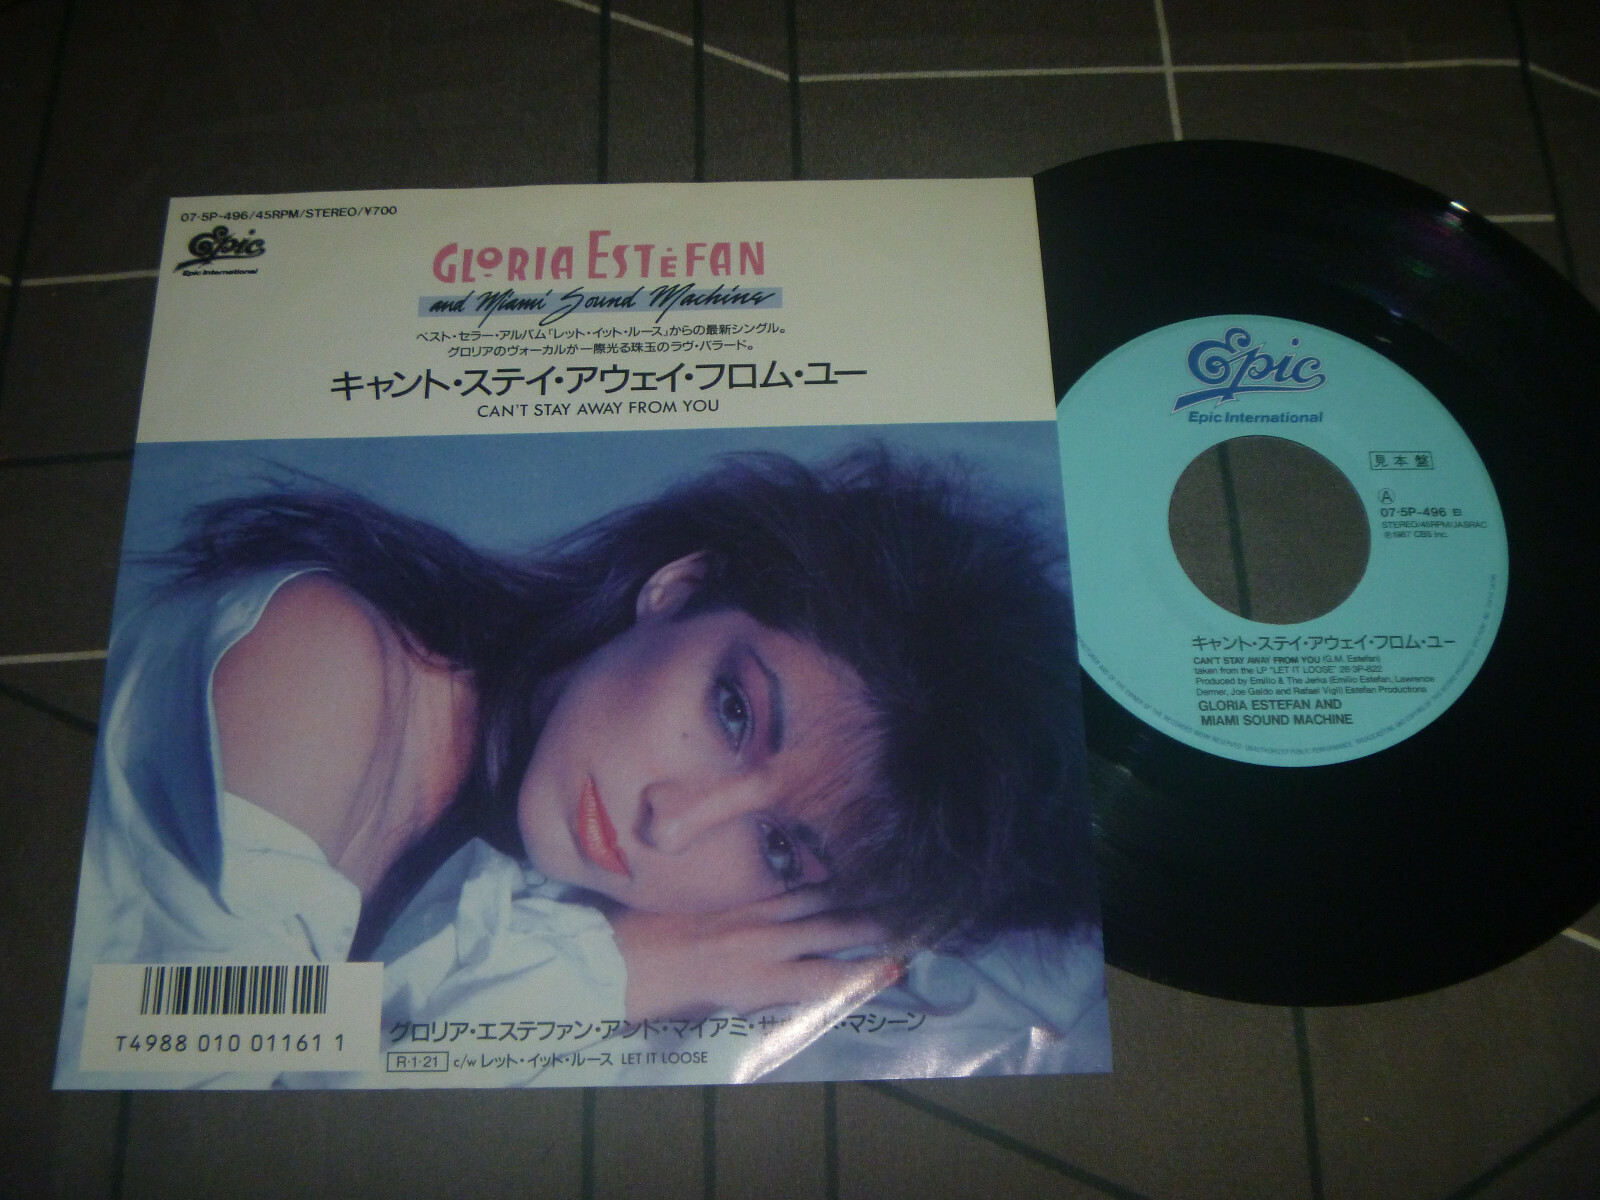 07·5P-496/45RPM/STEREO/¥700
Epic
Epic International
GLORIA ESTEFAN
and Miami Sound Machine
ベスト・セラー・アルバム「レット・イット・ルース」からの最新シングル。
グロリアのヴォーカルが一際光る珠玉のラヴ・バラード。
キャント・ステイ・アウェイ・フロム・ユー
CAN'T STAY AWAY FROM YOU
T4988 010 01161 1
グロリア・エステファン・アンド・マイアミ・サウンド・マシーン
R·1·21 c/w レット・イット・ルース LET IT LOOSE
Epic
Epic International
見本盤
A
07·5P-496
STEREO/45RPM/JASRAC
Ⓟ1987 CBS Inc.
キャント・ステイ・アウェイ・フロム・ユー
CAN'T STAY AWAY FROM YOU (G.M. Estefan)
taken from the LP "LET IT LOOSE" 28·3P-822
Produced by Emilio & The Jerks (Emilio Estefan, Lawrence
Dermer, Joe Galdo and Rafael Vigil) Estefan Productions
GLORIA ESTEFAN AND
MIAMI SOUND MACHINE